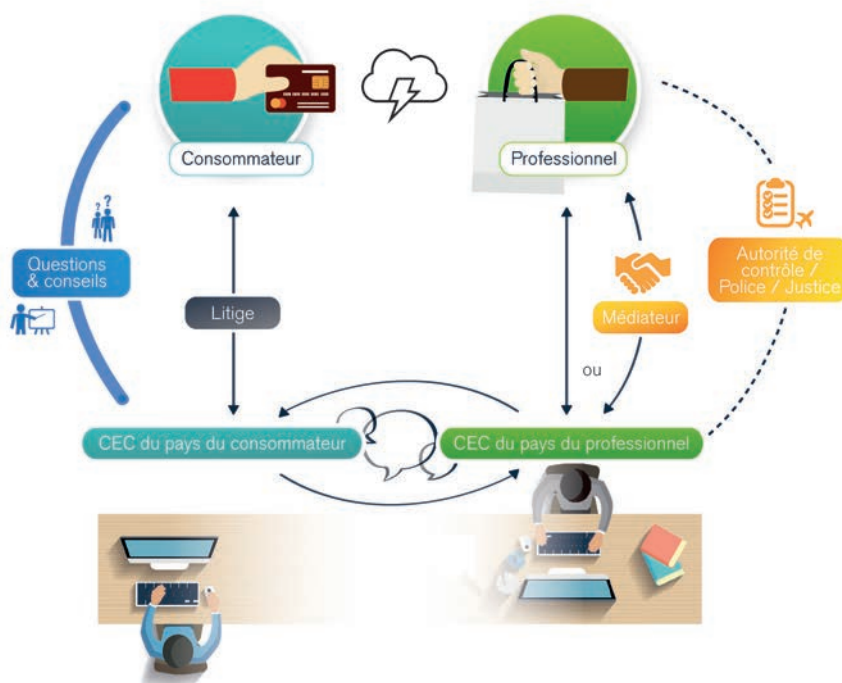 Consommateur
Professionnel
Questions
& conseils
Litige
Médiateur
Autorité de
contrôle /
Police / Justice
ou
CEC du pays du consommateur
CEC du pays du professionnel